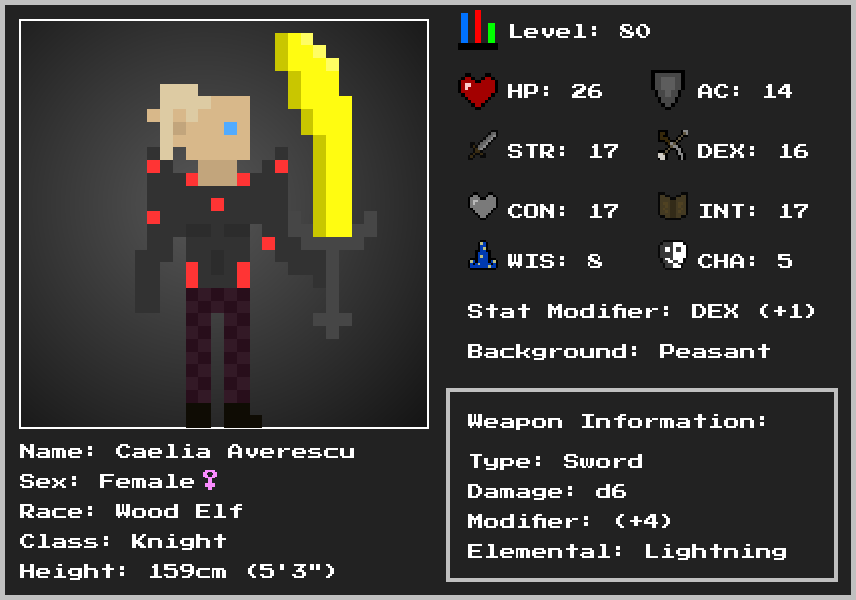 Level: 80
HP: 26
AC: 14
STR: 17
DEX: 16
CON: 17
INT: 17
WIS: 8
CHA: 5
Stat Modifier: DEX (+1)
Background: Peasant
Weapon Information:
Type: Sword
Damage: d6
Modifier: (+4)
Elemental: Lightning
Name: Caelia Averescu
Sex: Female♀
Race: Wood Elf
Class: Knight
Height: 159cm (5'3")